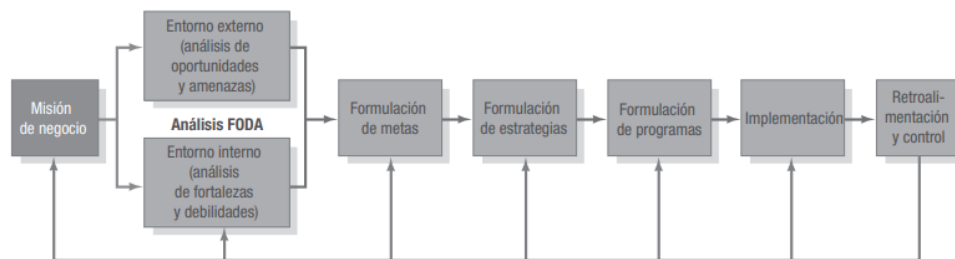 Misión
de negocio
Entorno externo
(análisis de
oportunidades
y amenazas)
Análisis FODA
Entorno interno
(análisis
de fortalezas
y debilidades)
Formulación
de metas
Formulación
de estrategias
Formulación
de programas
Implementación
Retroali-
mentación
y control